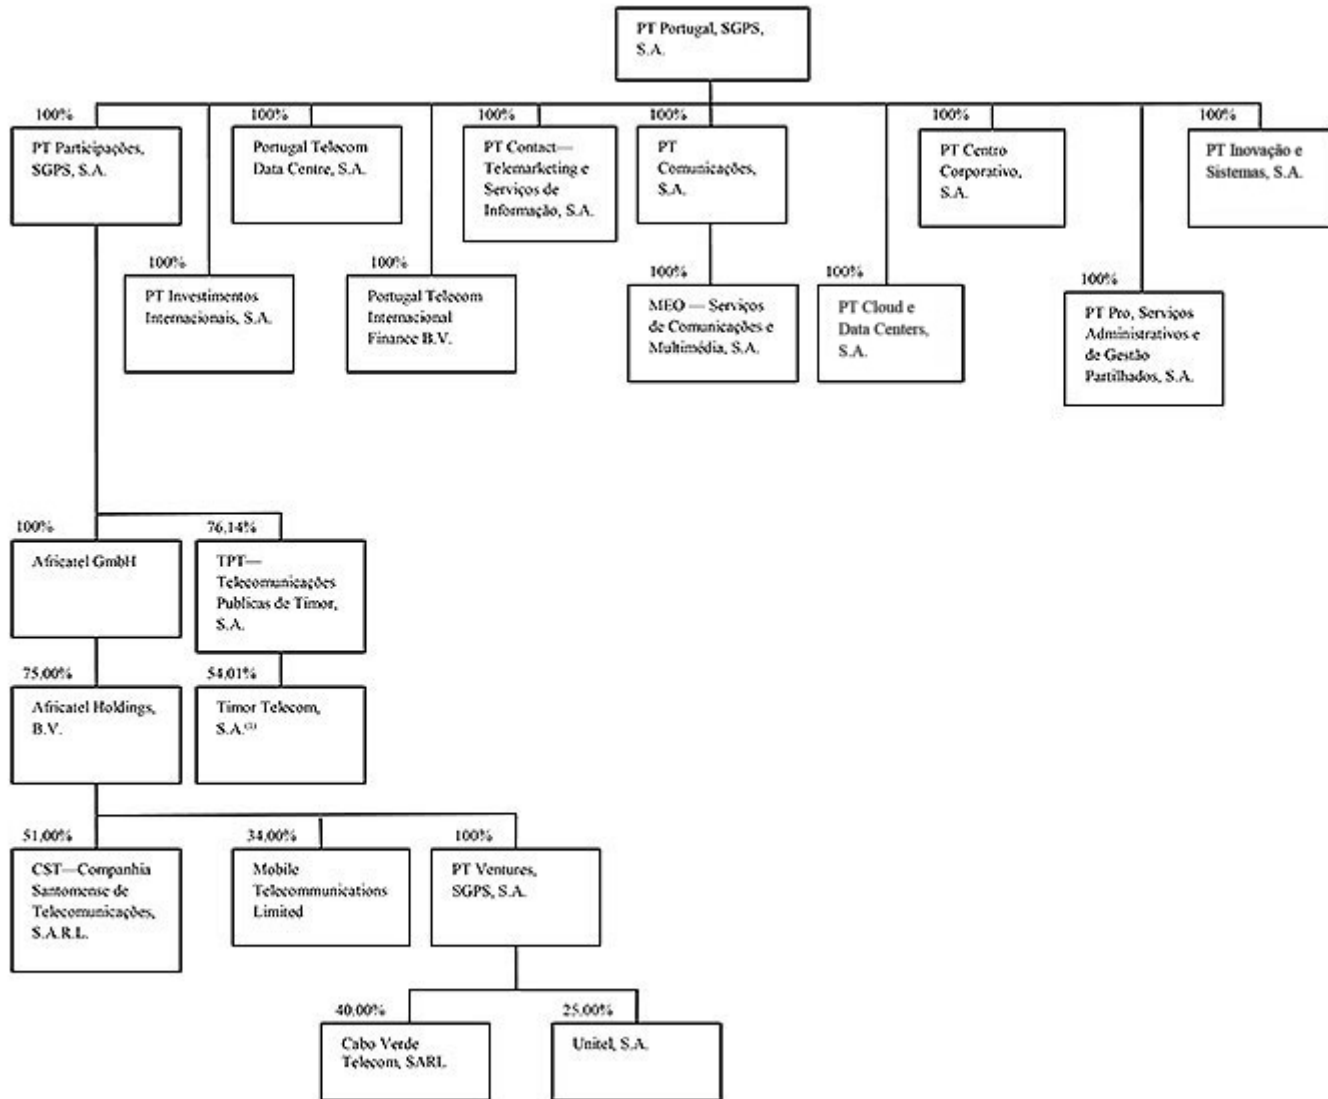 PT Portugal, SGPS,
S.A.
100%
PT Participações,
SGPS, S.A.
100%
Portugal Telecom
Data Centre, S.A.
100%
PT Contact—
Telemarketing e
Serviços de
Informação, S.A.
100%
PT
Comunicações,
S.A.
100%
PT Centro
Corporativo,
S.A.
100%
PT Inovação e
Sistemas, S.A.
100%
PT Investimentos
Internacionais, S.A.
100%
Portugal Telecom
Internacional
Finance B.V.
100%
MEO — Serviços
de Comunicações e
Multimédia, S.A.
100%
PT Cloud e
Data Centers,
S.A.
100%
PT Pro, Serviços
Administrativos e
de Gestão
Partilhados, S.A.
100%
Africatel GmbH
76,14%
TPT—
Telecomunicações
Publicas de Timor,
S.A.
75,00%
Africatel Holdings,
B.V.
54,01%
Timor Telecom,
S.A.
51,00%
CST—Companhia
Santomense de
Telecomunicações,
S.A.R.L.
34,00%
Mobile
Telecommunications
Limited
100%
PT Ventures,
SGPS, S.A.
40,00%
Cabo Verde
Telecom, SARL
25,00%
Unitel, S.A.